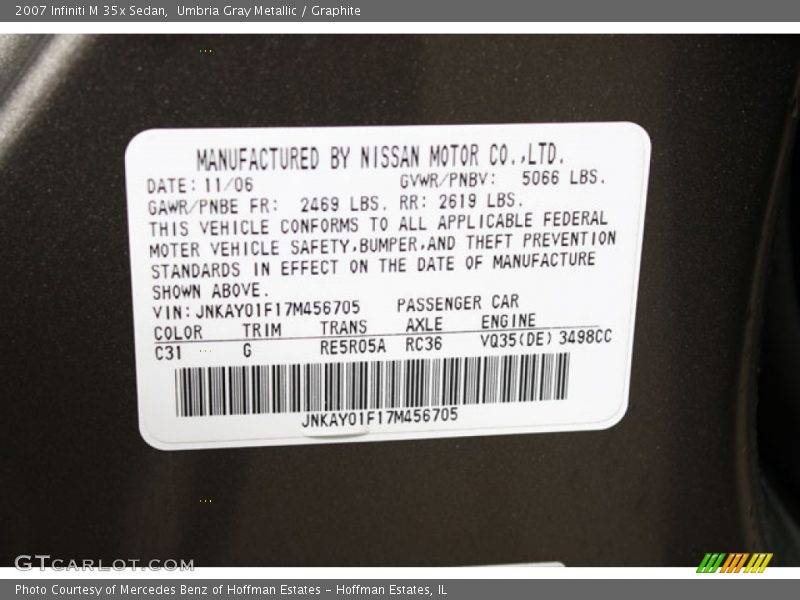 2007 Infiniti M 35x Sedan, Umbria Gray Metallic / Graphite
MANUFACTURED BY NISSAN MOTOR CO.,LTD.
DATE: 11/06 GVWR/PNBV: 5066 LBS.
GAWR/PNBE FR: 2469 LBS. RR: 2619 LBS.
THIS VEHICLE CONFORMS TO ALL APPLICABLE FEDERAL
MOTER VEHICLE SAFETY,BUMPER,AND THEFT PREVENTION
STANDARDS IN EFFECT ON THE DATE OF MANUFACTURE
SHOWN ABOVE.
VIN: JNKAY01F17M456705 PASSENGER CAR
COLOR TRIM TRANS AXLE ENGINE
C31 G RE5R05A RC36 VQ35(DE) 3498CC
JNKAY01F17M456705
GTCARLOT.COM
Photo Courtesy of Mercedes Benz of Hoffman Estates – Hoffman Estates, IL